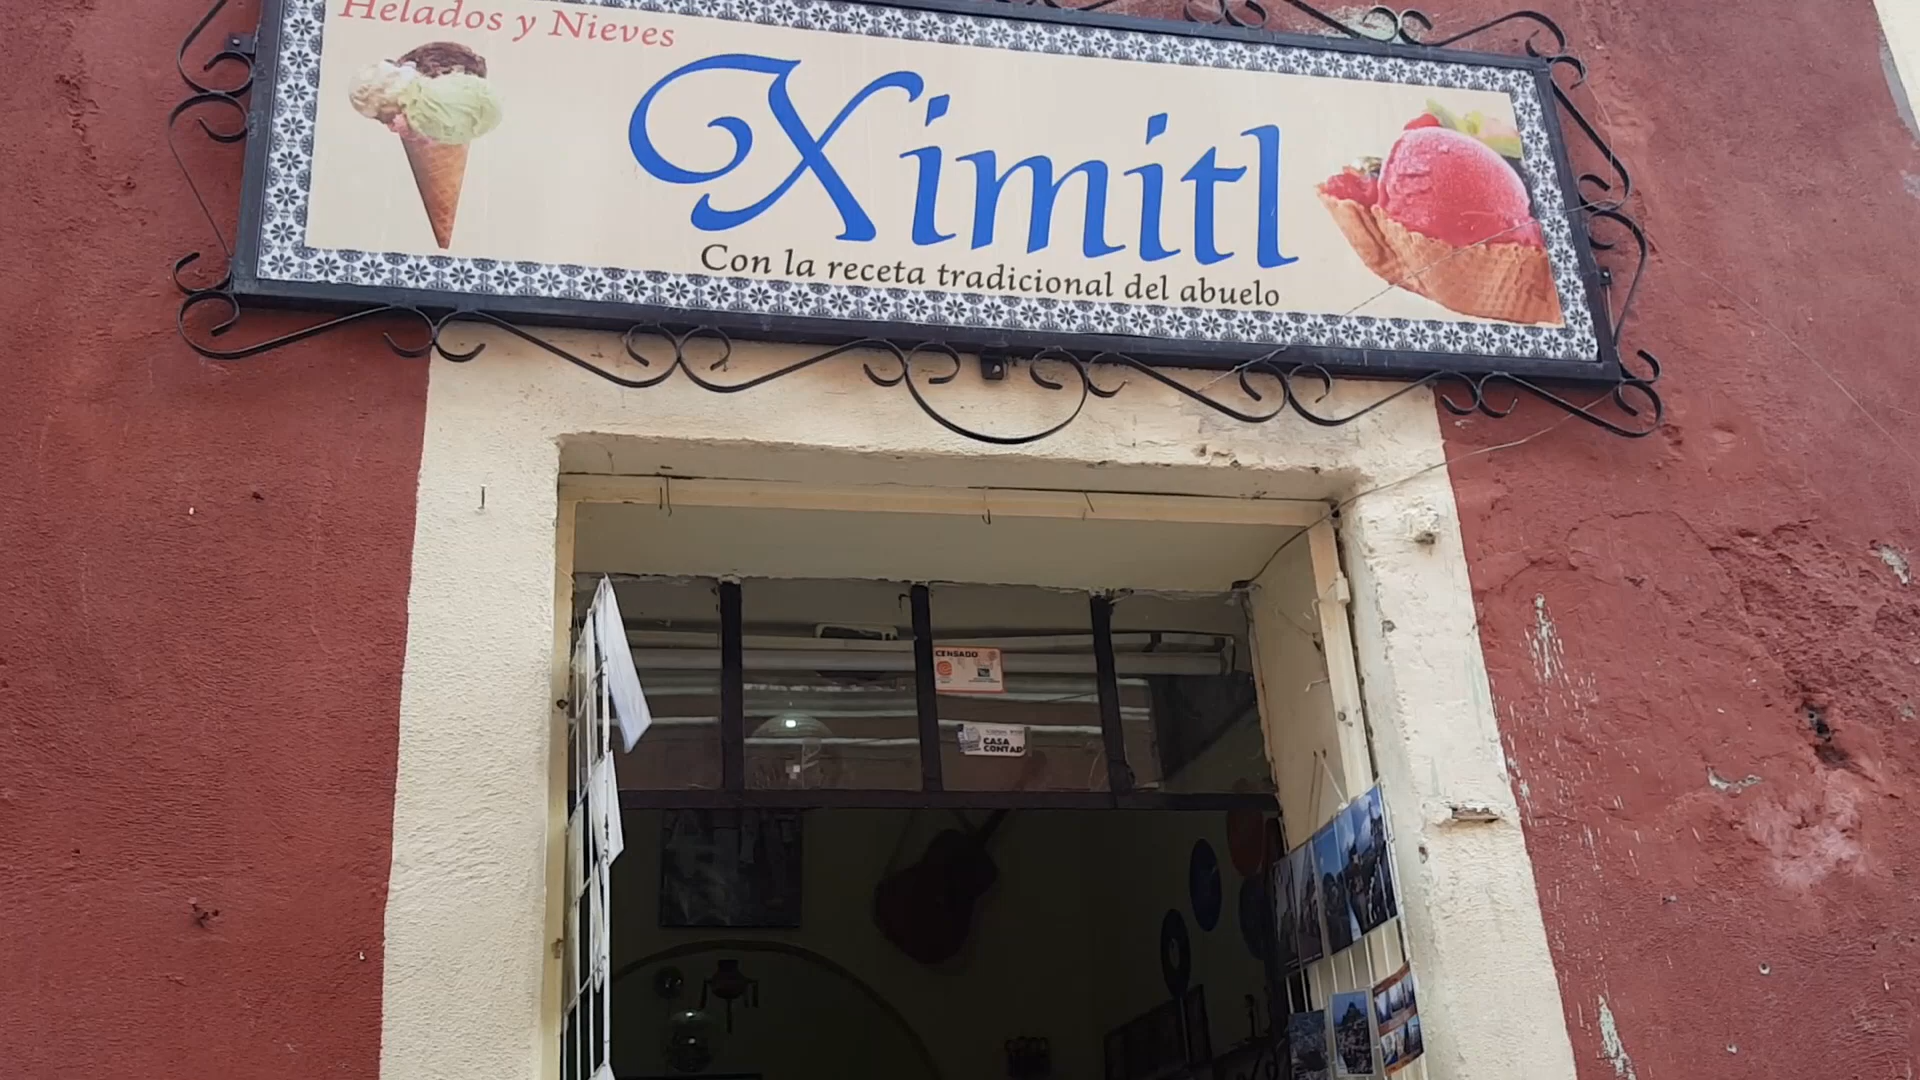 Helados y Nieves
Ximitl
Con la receta tradicional del abuelo
CENSADO
CASA
CONTAD